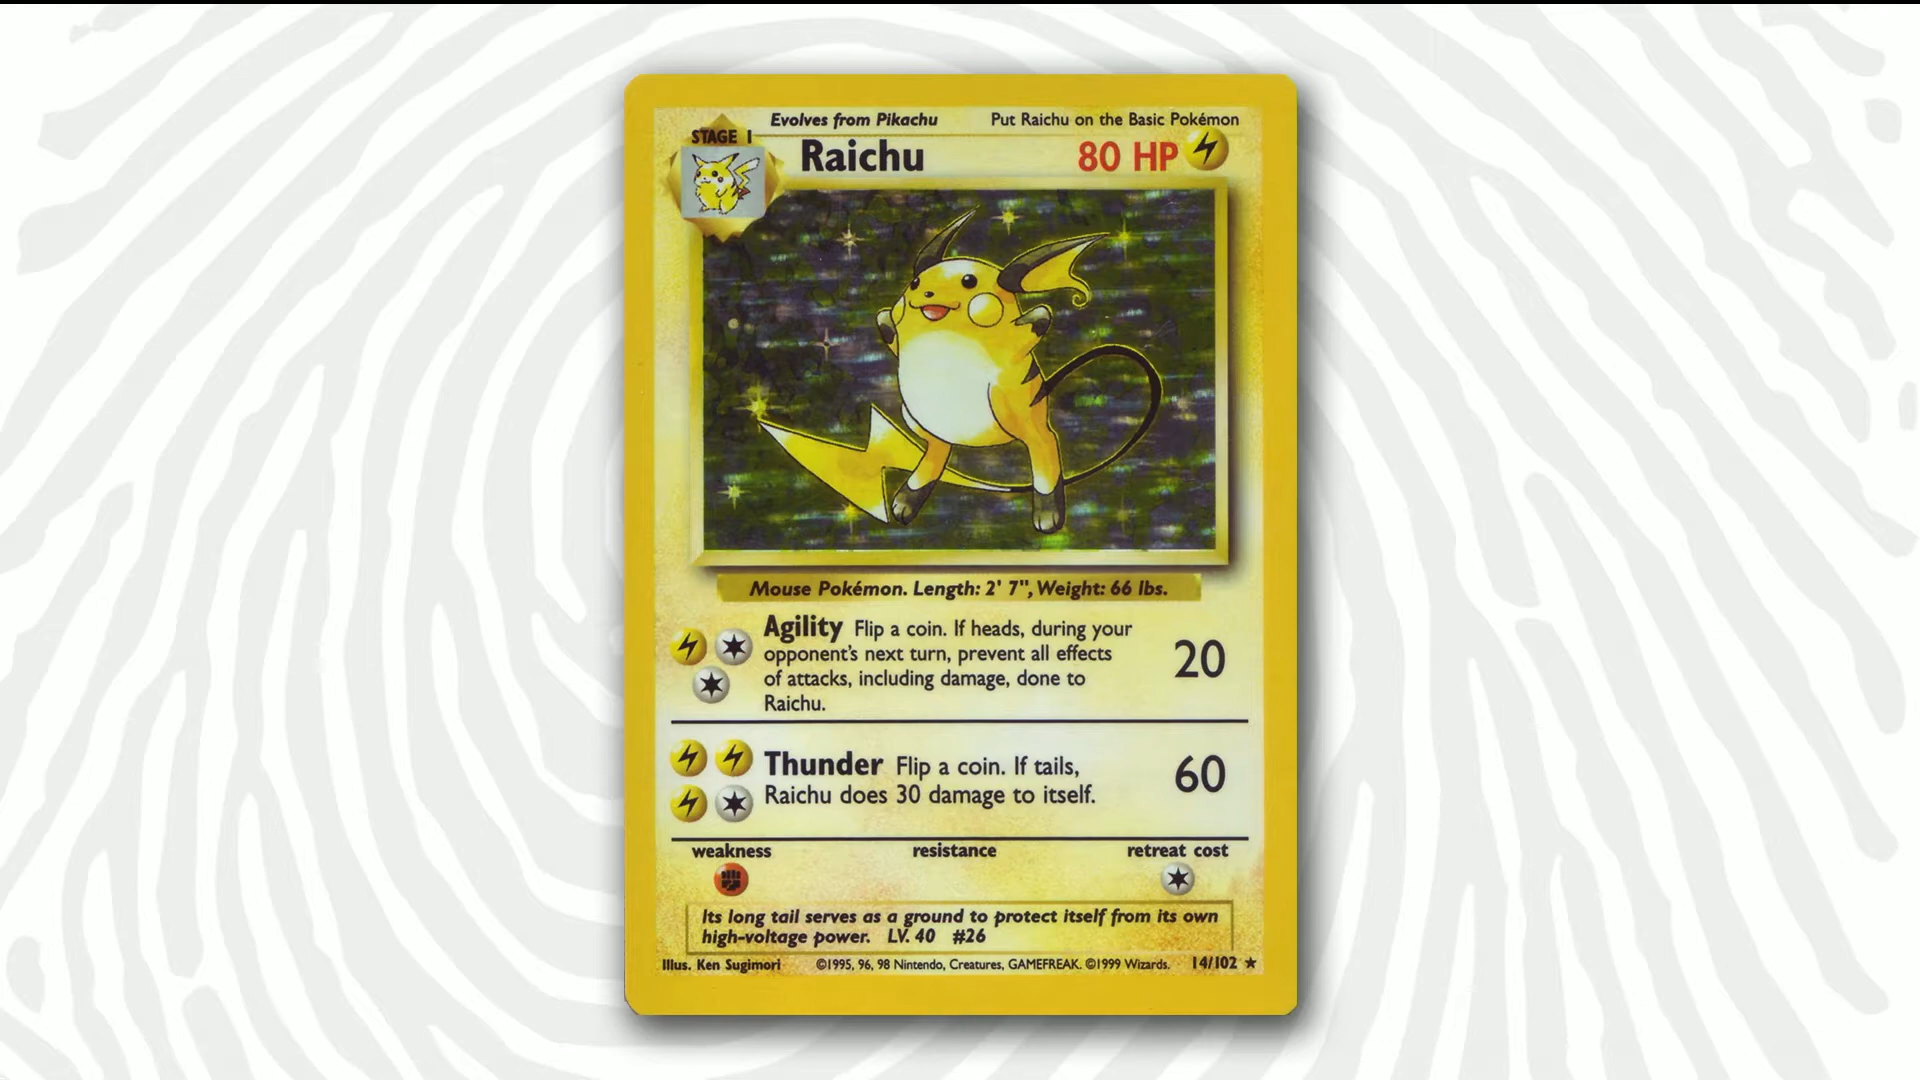 Evolves from Pikachu Put Raichu on the Basic Pokémon
STAGE 1
Raichu 80 HP
Mouse Pokémon. Length: 2' 7", Weight: 66 lbs.
Agility Flip a coin. If heads, during your
opponent's next turn, prevent all effects
of attacks, including damage, done to
Raichu.
20
Thunder Flip a coin. If tails,
Raichu does 30 damage to itself.
60
weakness resistance retreat cost
Its long tail serves as a ground to protect itself from its own
high-voltage power. LV. 40 #26
Illus. Ken Sugimori ©1995, 96, 98 Nintendo, Creatures, GAMEFREAK. ©1999 Wizards. 14/102 ★